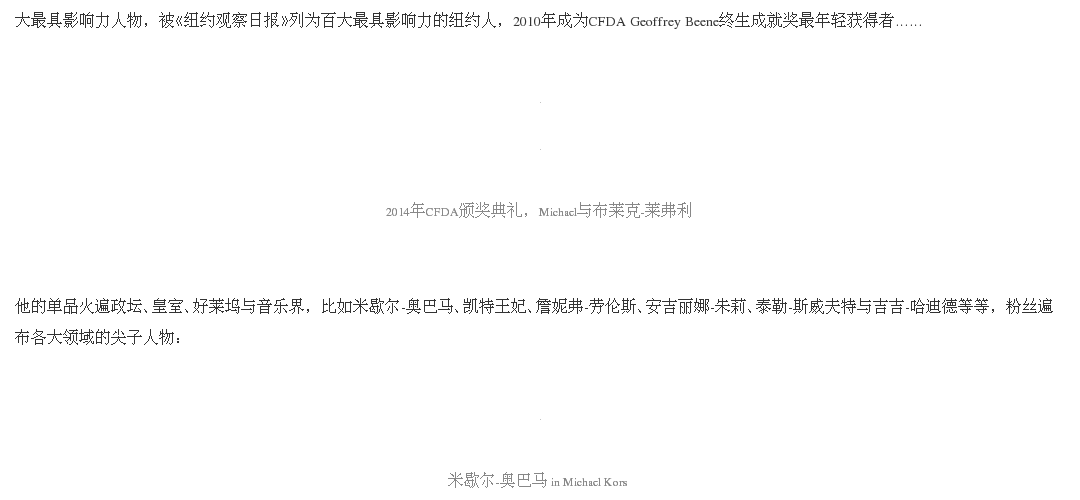 大最具影响力人物，被《纽约观察日报》列为百大最具影响力的纽约人，2010年成为CFDA Geoffrey Beene终生成就奖最年轻获得者……
2014年CFDA颁奖典礼，Michael与布莱克-莱弗利
他的单品火遍政坛、皇室、好莱坞与音乐界，比如米歇尔-奥巴马、凯特王妃、詹妮弗-劳伦斯、安吉丽娜-朱莉、泰勒-斯威夫特与吉吉-哈迪德等等，粉丝遍
布各大领域的尖子人物：
米歇尔-奥巴马 in Michael Kors